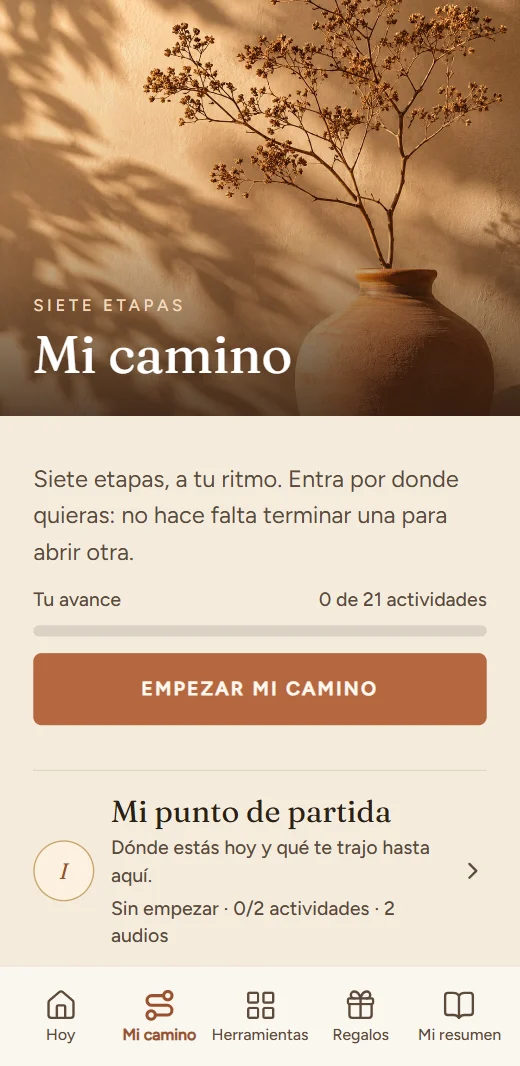 SIETE ETAPAS
Mi camino
Siete etapas, a tu ritmo. Entra por donde
quieras: no hace falta terminar una para
abrir otra.
Tu avance
0 de 21 actividades
EMPEZAR MI CAMINO
Mi punto de partida
I
Dónde estás hoy y qué te trajo hasta
aquí.
Sin empezar · 0/2 actividades · 2
audios
Hoy
Mi camino
Herramientas
Regalos
Mi resumen